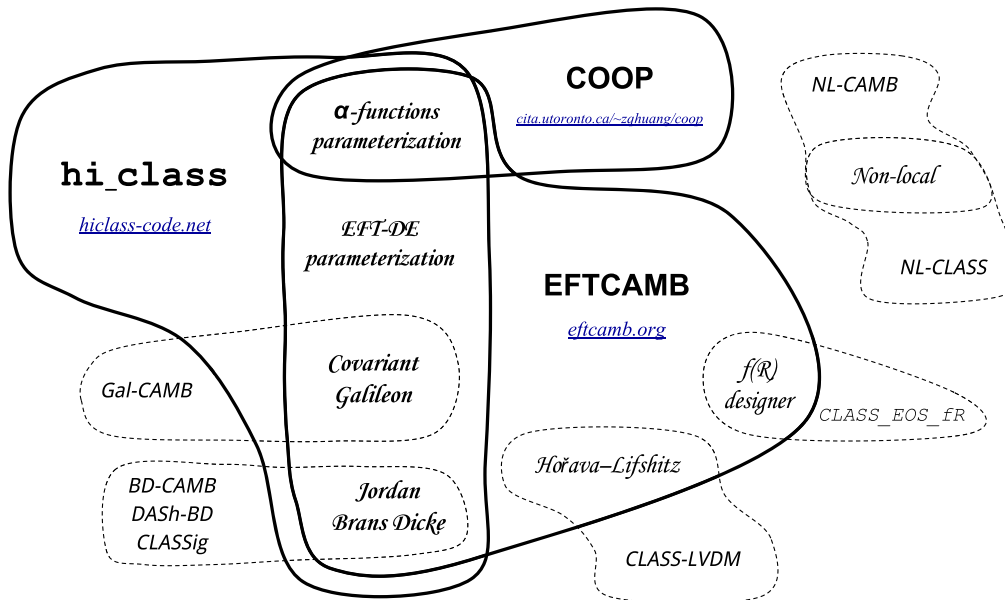 COOP
cita.utoronto.ca/~zqhuang/coop
NL-CAMB
α-functions
parameterization
hi_class
hiclass-code.net
Non-local
EFT-DE
parameterization
NL-CLASS
EFTCAMB
eftcamb.org
Covariant
Galileon
Gal-CAMB
f(R)
designer
CLASS_EOS_fR
Hořava–Lifshitz
BD-CAMB
DASh-BD
CLASSig
Jordan
Brans Dicke
CLASS-LVDM